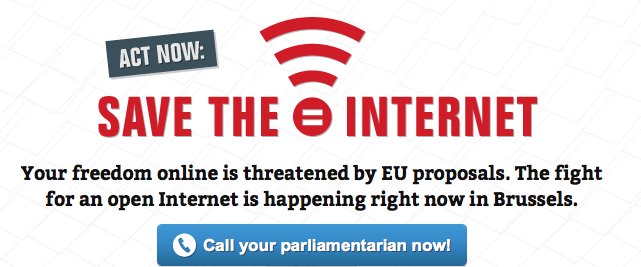 ACT NOW:
SAVE THE INTERNET
Your freedom online is threatened by EU proposals. The fight
for an open Internet is happening right now in Brussels.
Call your parliamentarian now!